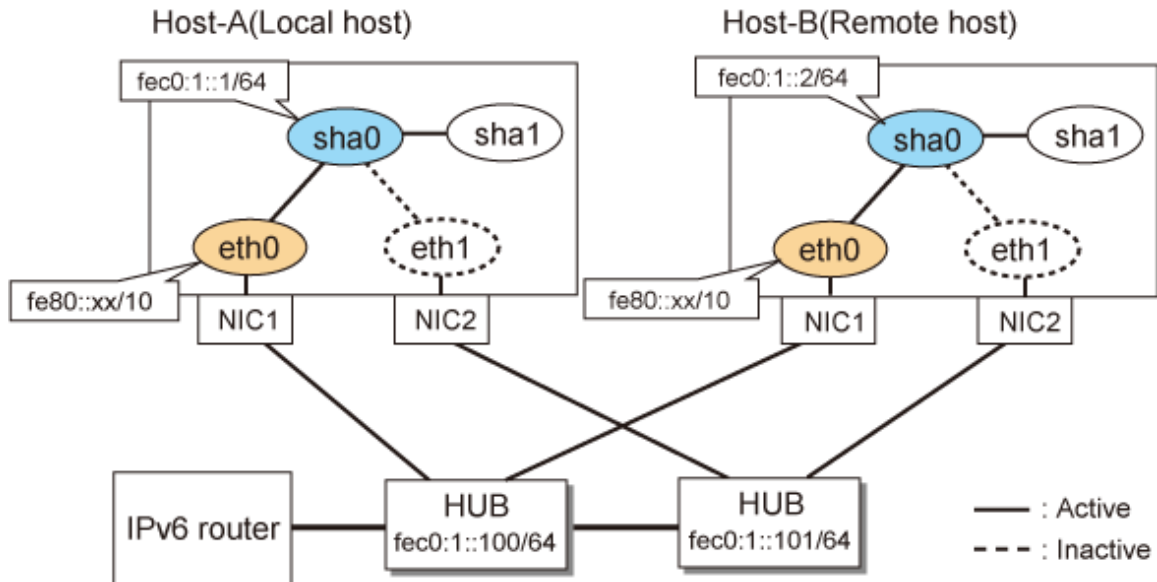 Host-A(Local host)
Host-B(Remote host)
fec0:1::1/64
fec0:1::2/64
sha0
sha1
sha0
sha1
eth0
eth1
eth0
eth1
fe80::xx/10
fe80::xx/10
NIC1
NIC2
NIC1
NIC2
IPv6 router
HUB
fec0:1::100/64
HUB
fec0:1::101/64
: Active
: Inactive